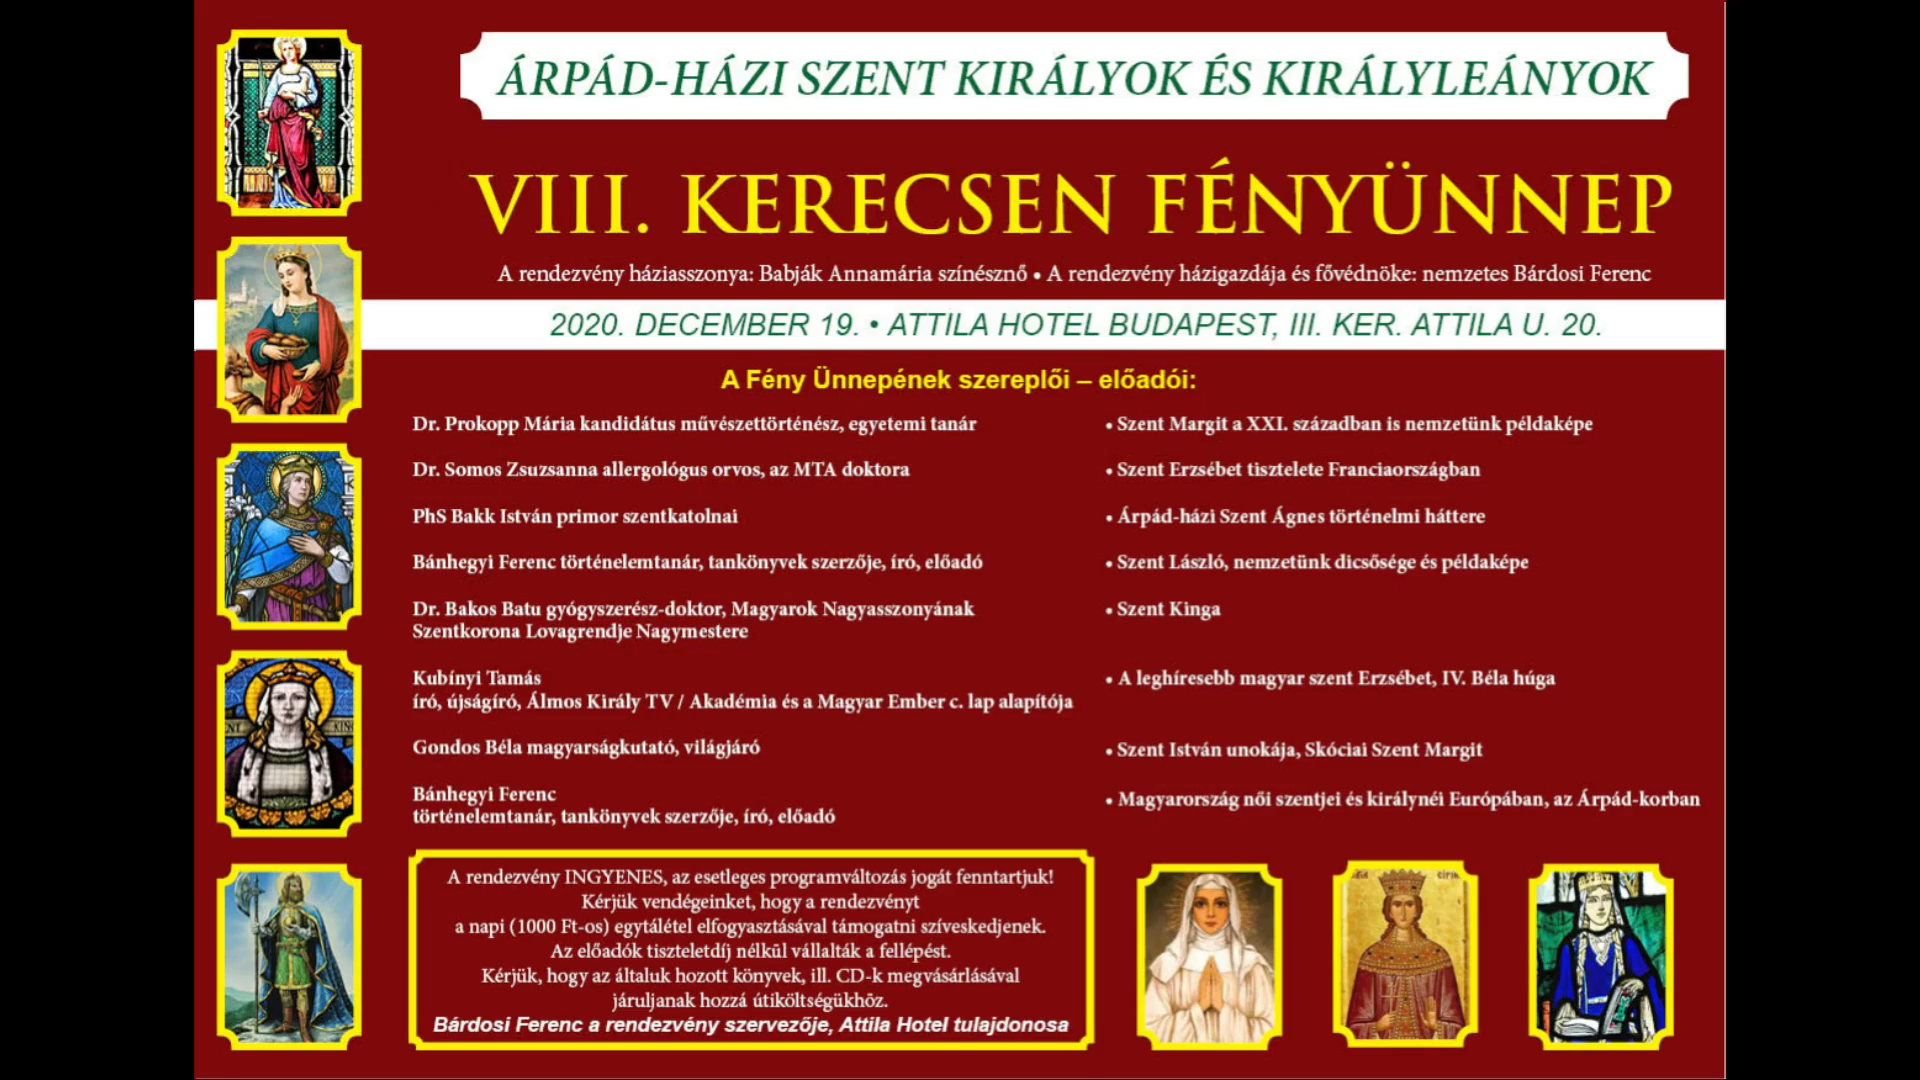 ÁRPÁD-HÁZI SZENT KIRÁLYOK ÉS KIRÁLYLEÁNYOK
VIII. KERECSEN FÉNYÜNNEP
A rendezvény háziasszonya: Babják Annamária színésznő • A rendezvény házigazdája és fővédnöke: nemzetes Bárdosi Ferenc
2020. DECEMBER 19. • ATTILA HOTEL BUDAPEST, III. KER. ATTILA U. 20.
A Fény Ünnepének szereplői – előadói:
Dr. Prokopp Mária kandidátus művészettörténész, egyetemi tanár
• Szent Margit a XXI. században is nemzetünk példaképe
Dr. Somos Zsuzsanna allergológus orvos, az MTA doktora
• Szent Erzsébet tisztelete Franciaországban
PhS Bakk István primor szentkatolnai
• Árpád-házi Szent Ágnes történelmi háttere
Bánhegyi Ferenc történelemtanár, tankönyvek szerzője, író, előadó
• Szent László, nemzetünk dicsősége és példaképe
Dr. Bakos Batu gyógyszerész-doktor, Magyarok Nagyasszonyának
Szentkorona Lovagrendje Nagymestere
• Szent Kinga
Kubínyi Tamás
író, újságíró, Álmos Király TV / Akadémia és a Magyar Ember c. lap alapítója
• A leghíresebb magyar szent Erzsébet, IV. Béla húga
Gondos Béla magyarságkutató, világjáró
• Szent István unokája, Skóciai Szent Margit
Bánhegyi Ferenc
történelemtanár, tankönyvek szerzője, író, előadó
• Magyarország női szentjei és királynéi Európában, az Árpád-korban
A rendezvény INGYENES, az esetleges programváltozás jogát fenntartjuk!
Kérjük vendégeinket, hogy a rendezvényt
a napi (1000 Ft-os) egytálétel elfogyasztásával támogatni szíveskedjenek.
Az előadók tiszteletdíj nélkül vállalták a fellépést.
Kérjük, hogy az általuk hozott könyvek, ill. CD-k megvásárlásával
járuljanak hozzá útiköltségükhöz.
Bárdosi Ferenc a rendezvény szervezője, Attila Hotel tulajdonosa